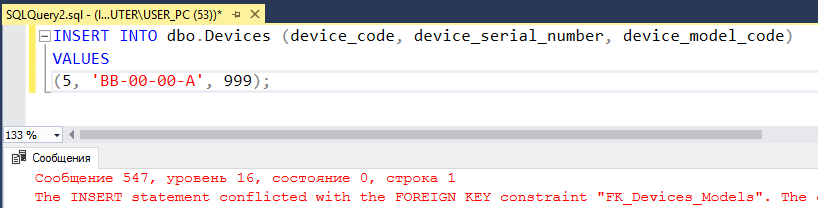 SQLQuery2.sql - (l...UTER\USER_PC (53))*
INSERT INTO dbo.Devices (device_code, device_serial_number, device_model_code)
VALUES
(5, 'BB-00-00-A', 999);
133 %
Сообщения
Сообщение 547, уровень 16, состояние 0, строка 1
The INSERT statement conflicted with the FOREIGN KEY constraint "FK_Devices_Models". The